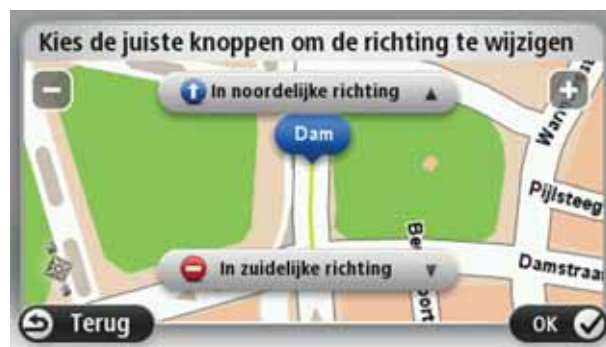 Kies de juiste knoppen om de richting te wijzigen
In noordelijke richting
Dam
Pijlsteeg
In zuidelijke richting
Damstraa
Terug
OK